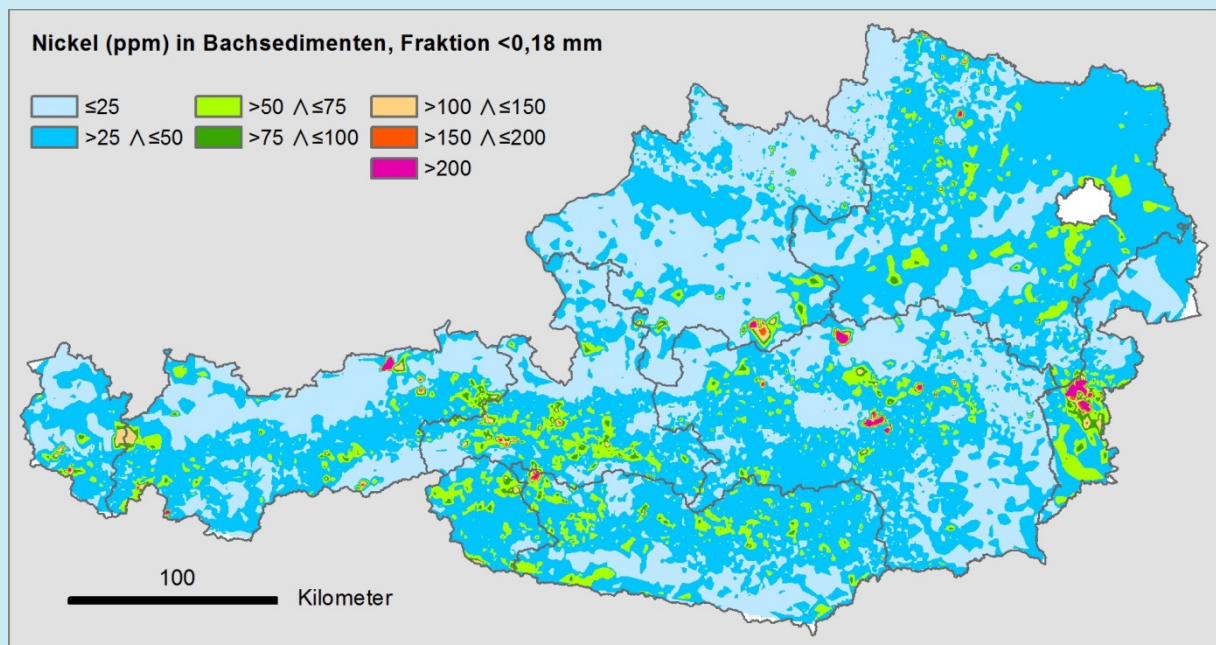 Nickel (ppm) in Bachsedimenten, Fraktion <0,18 mm
≤25 >50 ∧≤75 >100 ∧≤150
>25 ∧≤50 >75 ∧≤100 >150 ∧≤200
>200
100
Kilometer